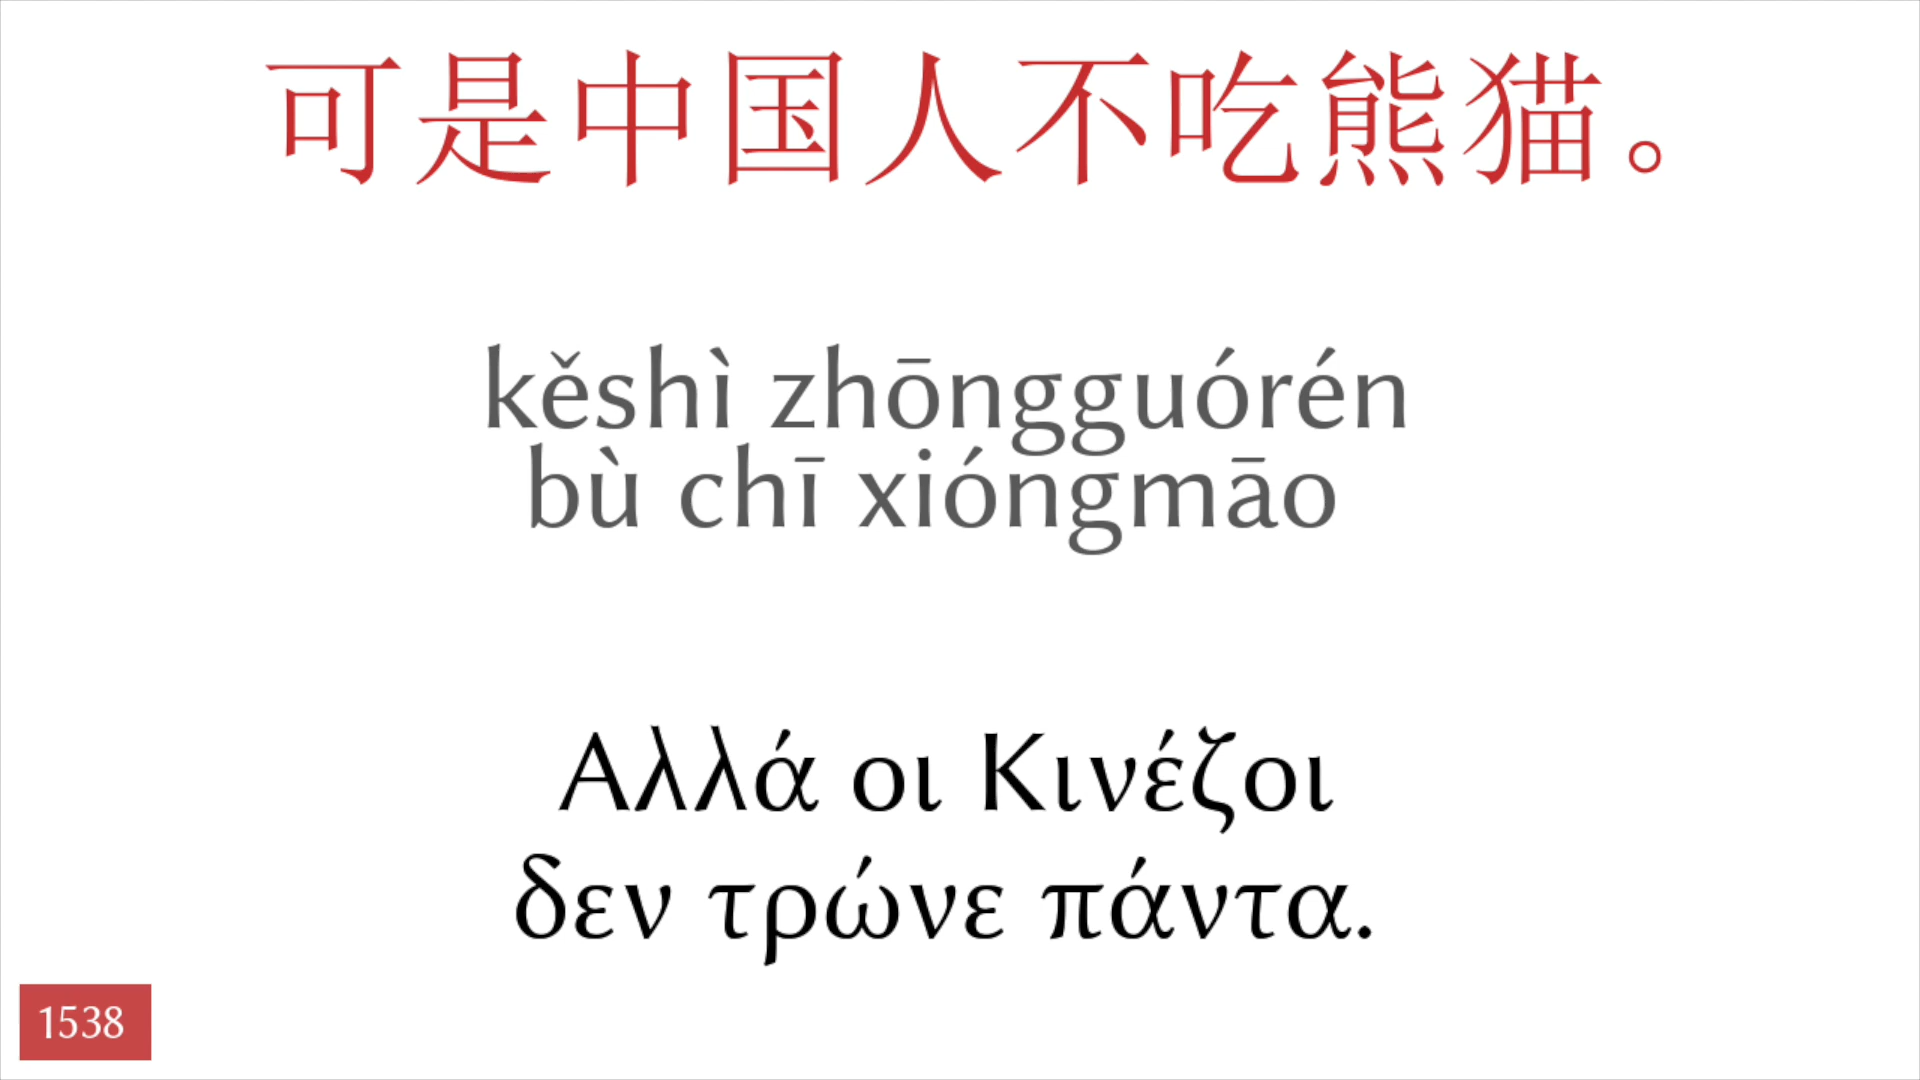 可是中国人不吃熊猫。
kěshì zhōngguórén
bù chī xióngmāo
Αλλά οι Κινέζοι
δεν τρώνε πάντα.
1538